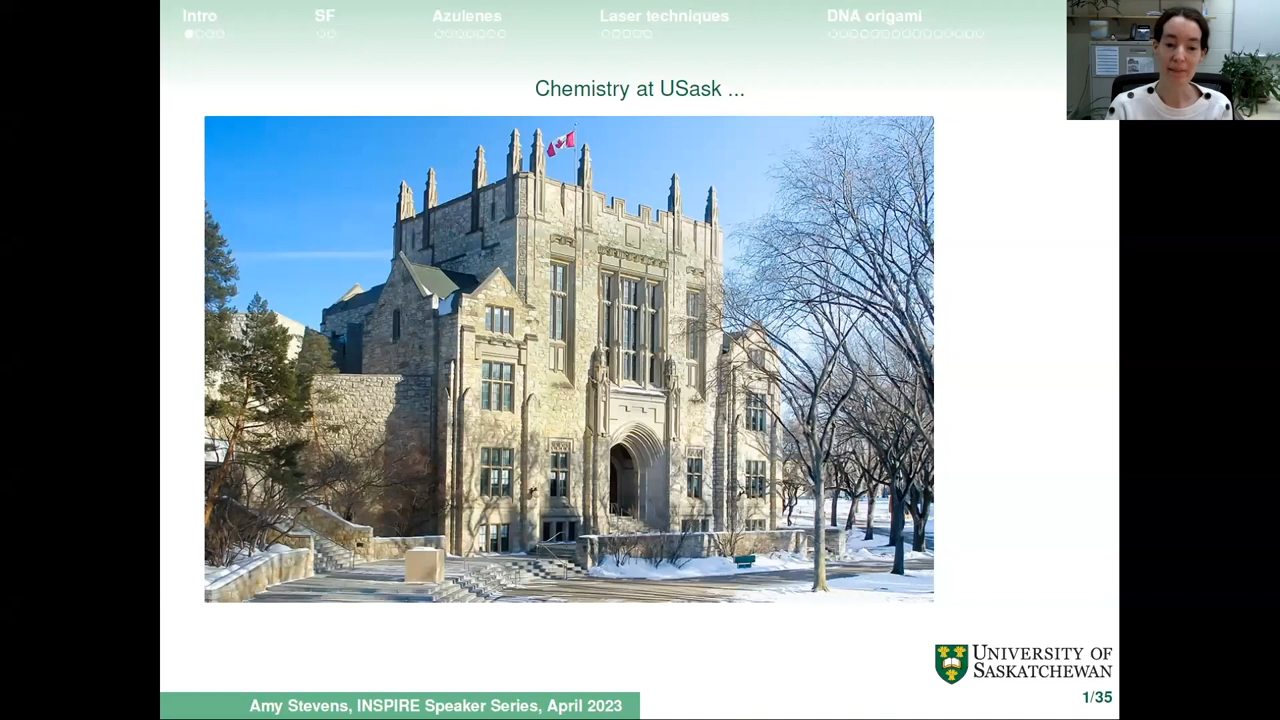 Intro SF Azulenes Laser techniques DNA origami
Chemistry at USask ...
UNIVERSITY OF
SASKATCHEWAN
1/35
Amy Stevens, INSPIRE Speaker Series, April 2023